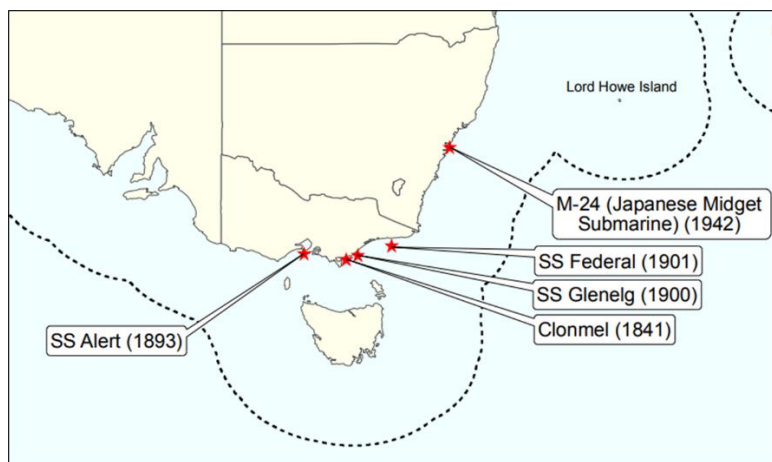 Lord Howe Island
M-24 (Japanese Midget
Submarine) (1942)
SS Federal (1901)
SS Glenelg (1900)
Clonmel (1841)
SS Alert (1893)